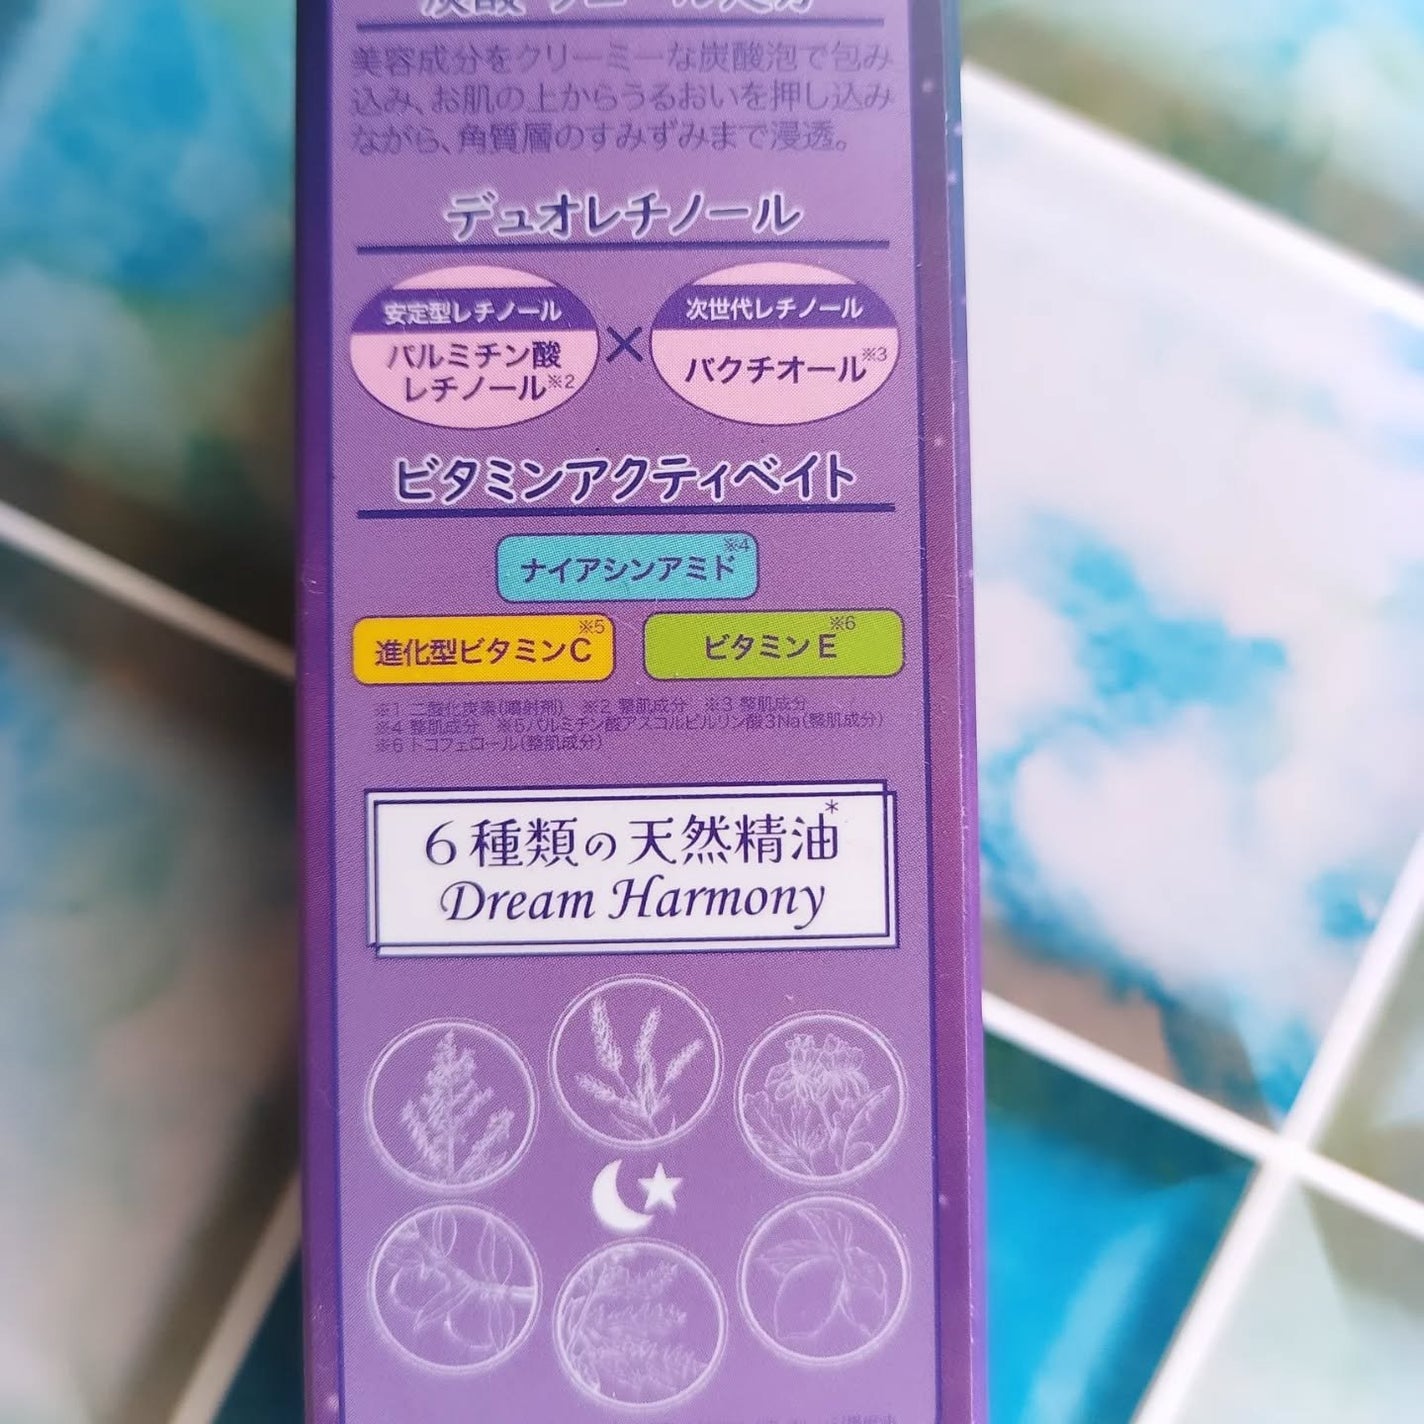 美容成分をクリーミーな炭酸泡で包み
込み、お肌の上からうるおいを押し込み
ながら、角質層のすみずみまで浸透。
デュオレチノール
安定型レチノール
パルミチン酸
レチノール※2
×
次世代レチノール
バクチオール※3
ビタミンアクティベイト
ナイアシンアミド※4
進化型ビタミンC※5
ビタミンE※6
※1 二酸化炭素(噴射剤) ※2 整肌成分 ※3 整肌成分
※4 整肌成分 ※5パルミチン酸アスコルビルリン酸3Na(整肌成分)
※6 トコフェロール(整肌成分)
6種類の天然精油*
Dream Harmony